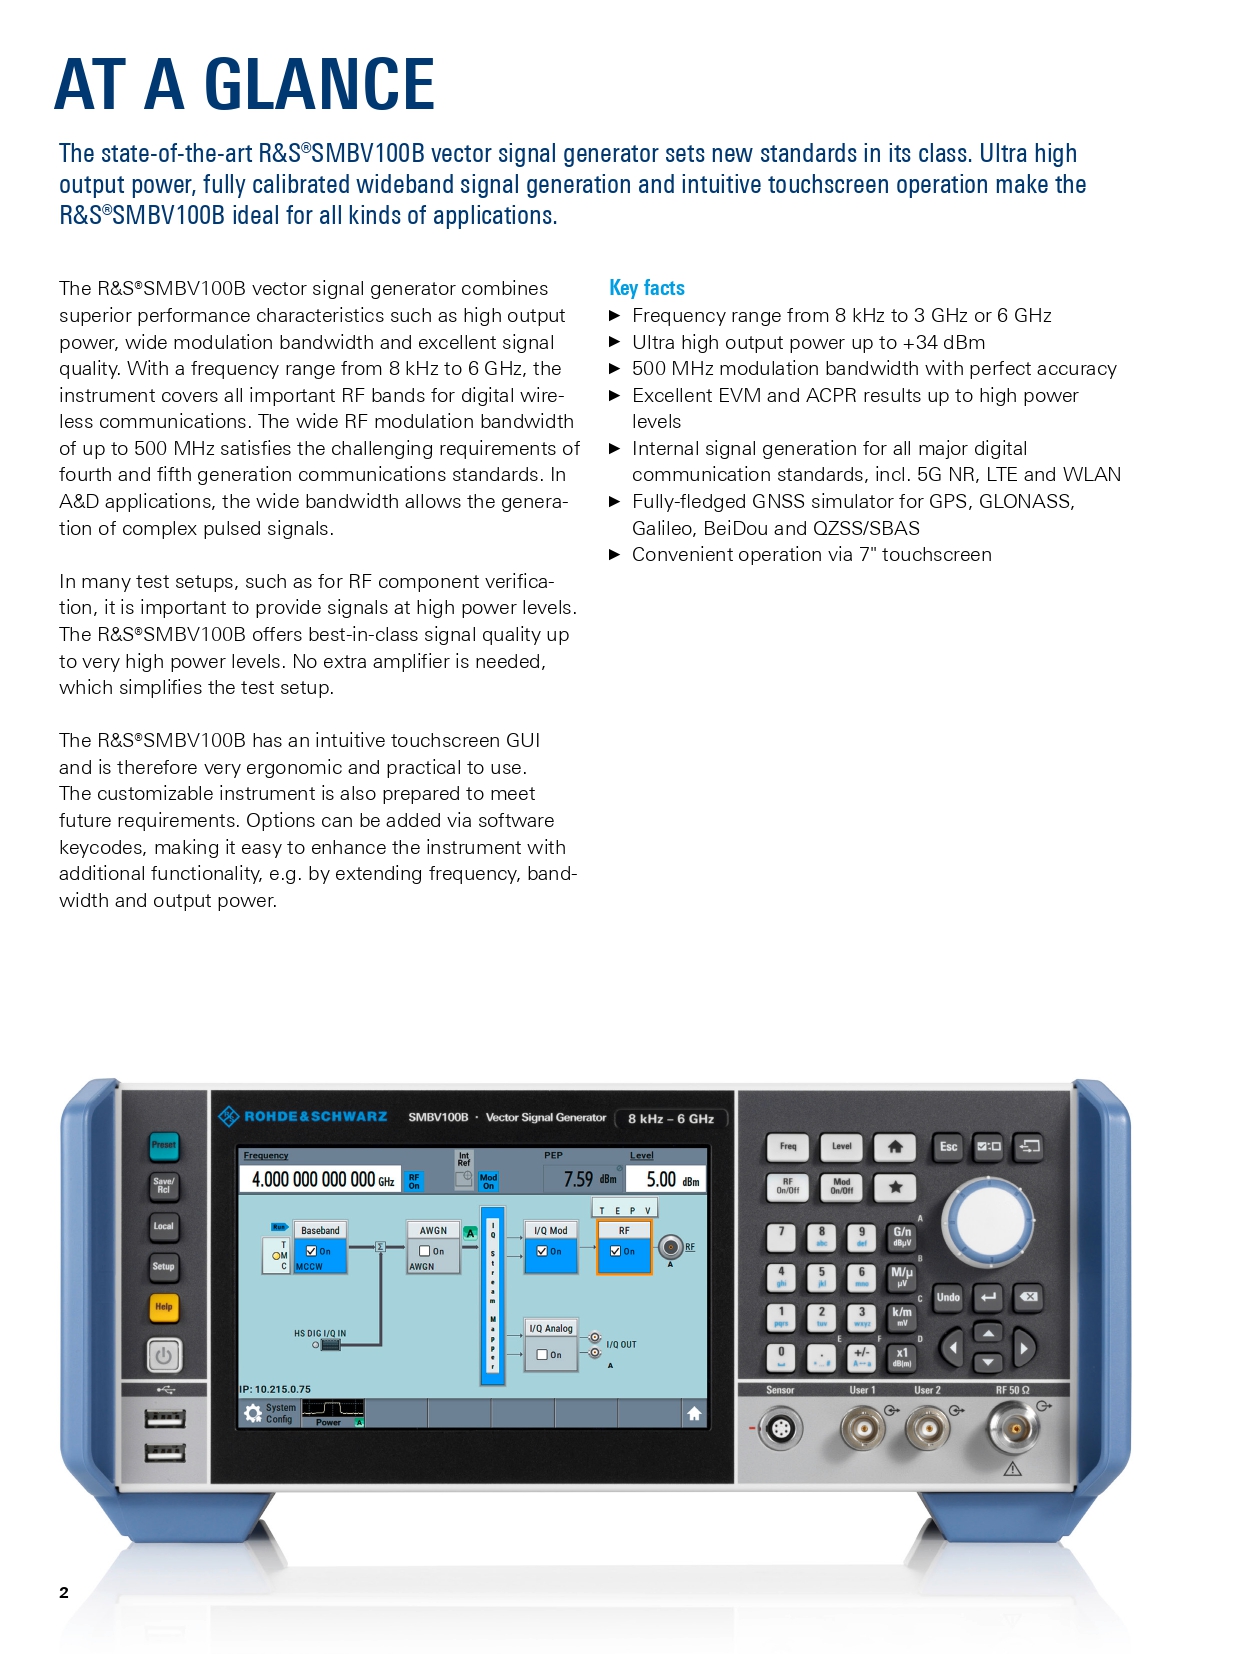 AT A GLANCE
The state-of-the-art R&S®SMBV100B vector signal generator sets new standards in its class. Ultra high
output power, fully calibrated wideband signal generation and intuitive touchscreen operation make the
R&S®SMBV100B ideal for all kinds of applications.
The R&S®SMBV100B vector signal generator combines
superior performance characteristics such as high output
power, wide modulation bandwidth and excellent signal
quality. With a frequency range from 8 kHz to 6 GHz, the
instrument covers all important RF bands for digital wire-
less communications. The wide RF modulation bandwidth
of up to 500 MHz satisfies the challenging requirements of
fourth and fifth generation communications standards. In
A&D applications, the wide bandwidth allows the genera-
tion of complex pulsed signals.
In many test setups, such as for RF component verifica-
tion, it is important to provide signals at high power levels.
The R&S®SMBV100B offers best-in-class signal quality up
to very high power levels. No extra amplifier is needed,
which simplifies the test setup.
The R&S®SMBV100B has an intuitive touchscreen GUI
and is therefore very ergonomic and practical to use.
The customizable instrument is also prepared to meet
future requirements. Options can be added via software
keycodes, making it easy to enhance the instrument with
additional functionality, e.g. by extending frequency, band-
width and output power.
Key facts
► Frequency range from 8 kHz to 3 GHz or 6 GHz
► Ultra high output power up to +34 dBm
► 500 MHz modulation bandwidth with perfect accuracy
► Excellent EVM and ACPR results up to high power
levels
► Internal signal generation for all major digital
communication standards, incl. 5G NR, LTE and WLAN
► Fully-fledged GNSS simulator for GPS, GLONASS,
Galileo, BeiDou and QZSS/SBAS
► Convenient operation via 7" touchscreen
ROHDE&SCHWARZ SMBV100B · Vector Signal Generator 8 kHz – 6 GHz
Preset
Save/
Rcl
Local
Setup
Help
Frequency Int Ref PEP Level
4.000 000 000 000 GHz RF On Mod On 7.59 dBm 5.00 dBm
T E P V
Run Baseband AWGN A I/Q Mod RF
T M C On On On On RF
MCCW Σ AWGN A
I Q Stream Mapper
HS DIG I/Q IN
I/Q Analog
On
I/Q OUT
A
IP: 10.215.0.75
System
Config
Power A
Freq Level Esc
RF
On/Off
Mod
On/Off
7 8 abc 9 def G/n dBµV A
4 ghi 5 jkl 6 mno M/µ µV B
1 pqrs 2 tuv 3 wxyz k/m mV C
0 . * ... # +/- A↔a x1 dB(m) E F D
Undo
Sensor User 1 User 2 RF 50 Ω
2